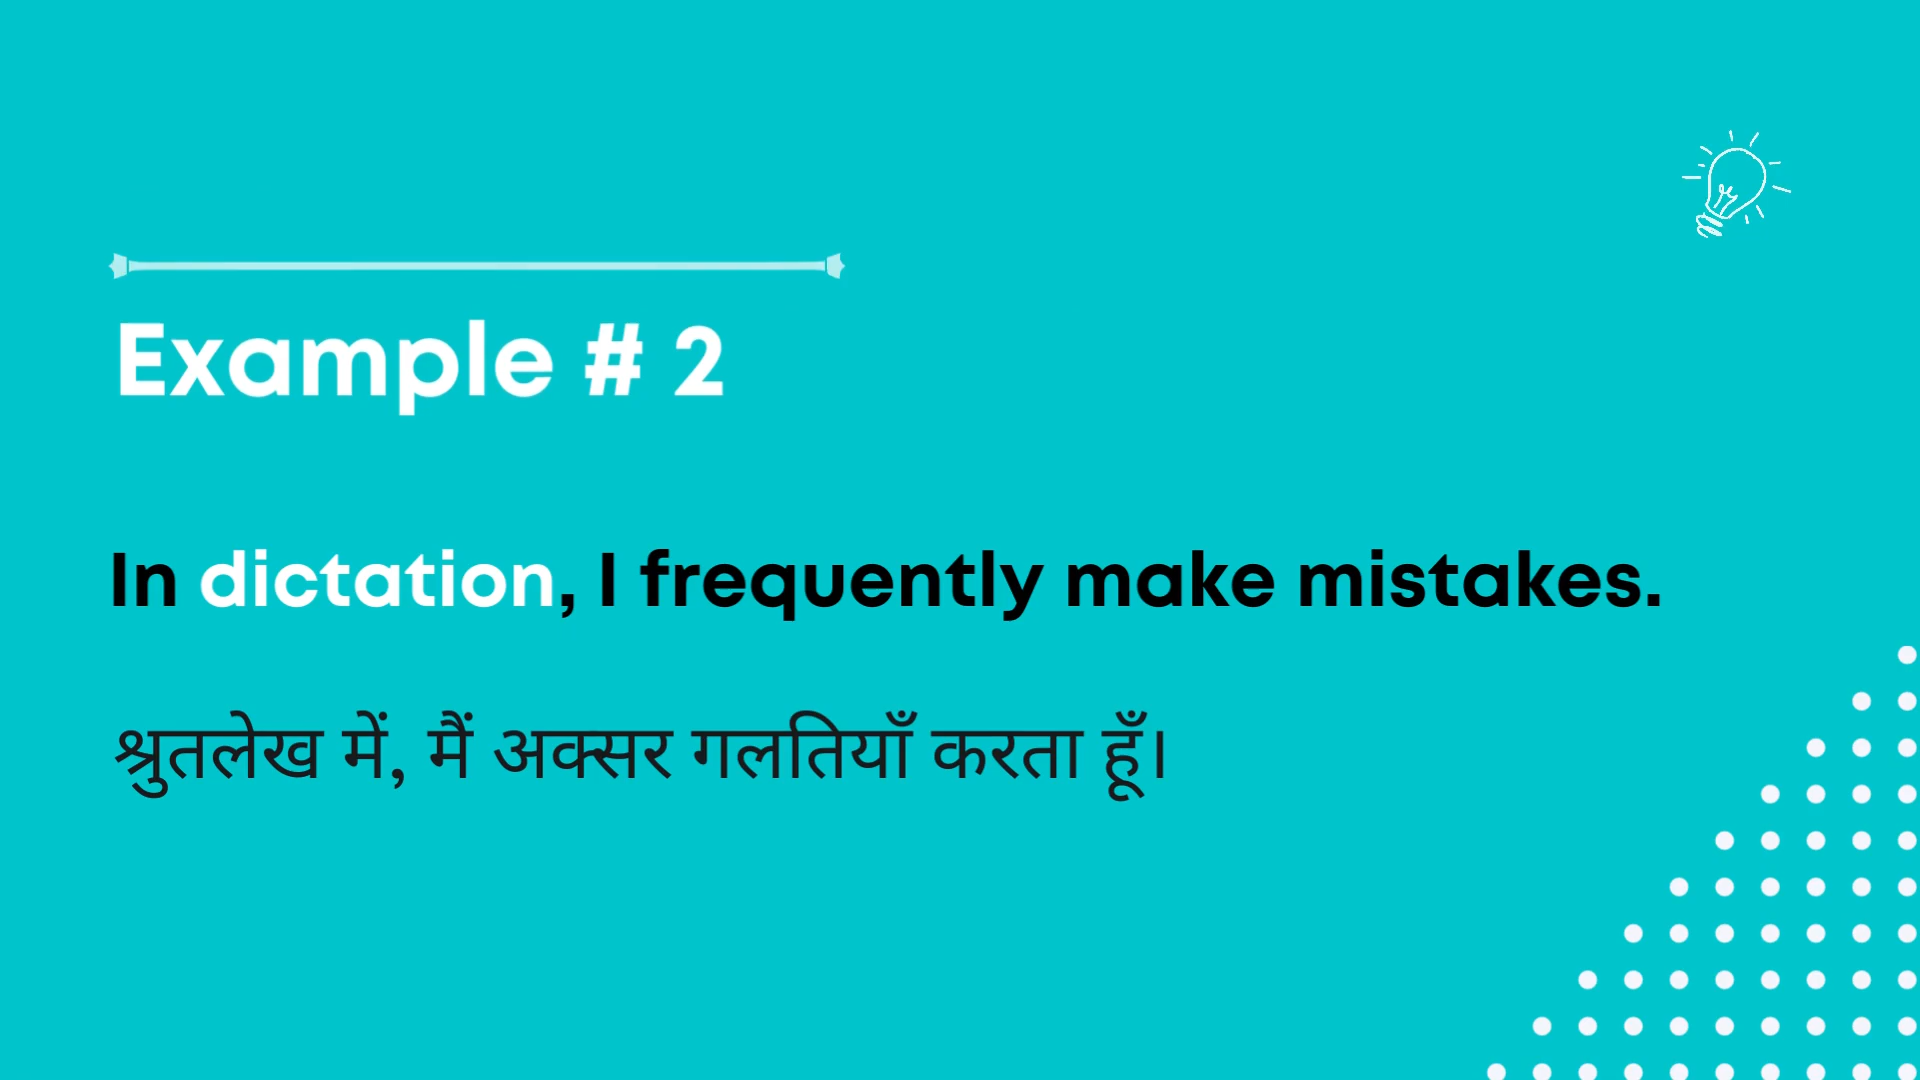 Example # 2
In dictation, I frequently make mistakes.
श्रुतलेख में, मैं अक्सर गलतियाँ करता हूँ।